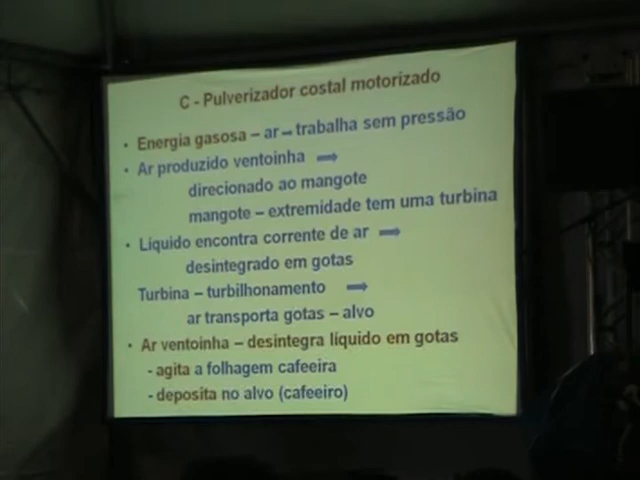 C - Pulverizador costal motorizado
• Energia gasosa – ar – trabalha sem pressão
• Ar produzido ventoinha ➡
direcionado ao mangote
mangote – extremidade tem uma turbina
• Líquido encontra corrente de ar ➡
desintegrado em gotas
Turbina – turbilhonamento ➡
ar transporta gotas – alvo
• Ar ventoinha – desintegra líquido em gotas
- agita a folhagem cafeeira
- deposita no alvo (cafeeiro)